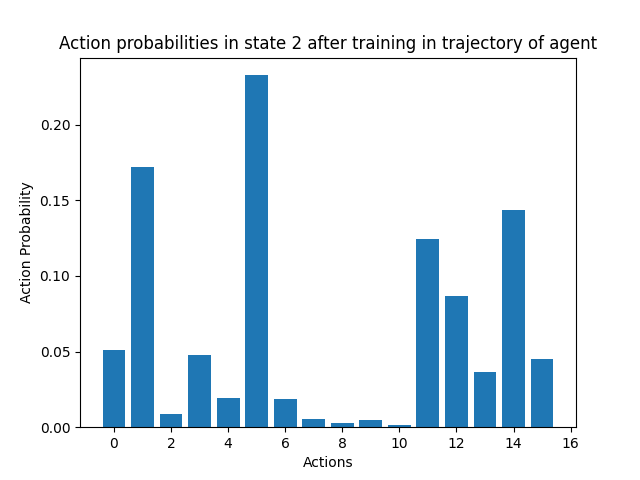 Action probabilities in state 2 after training in trajectory of agent
Action Probability
0.20
0.15
0.10
0.05
0.00
0 2 4 6 8 10 12 14 16
Actions